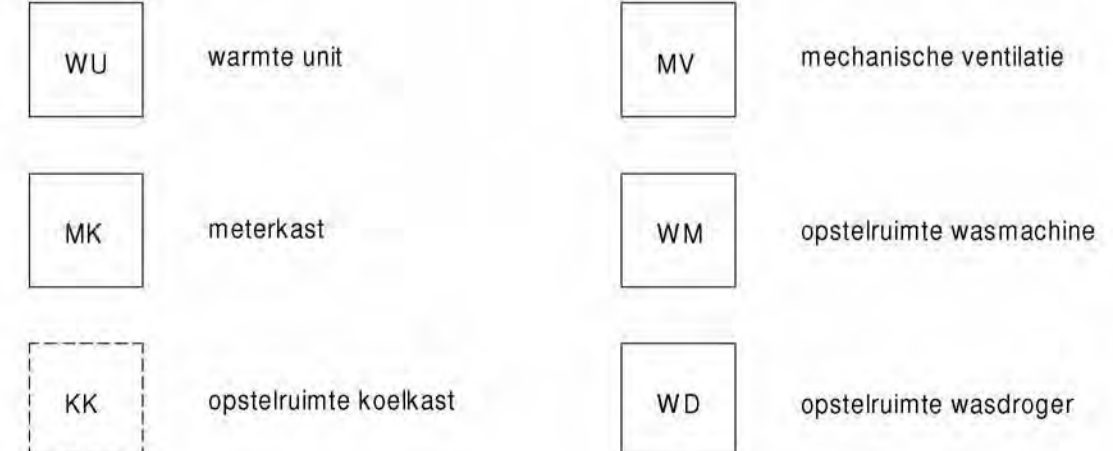 WU warmte unit
MV mechanische ventilatie
MK meterkast
WM opstelruimte wasmachine
KK opstelruimte koelkast
WD opstelruimte wasdroger